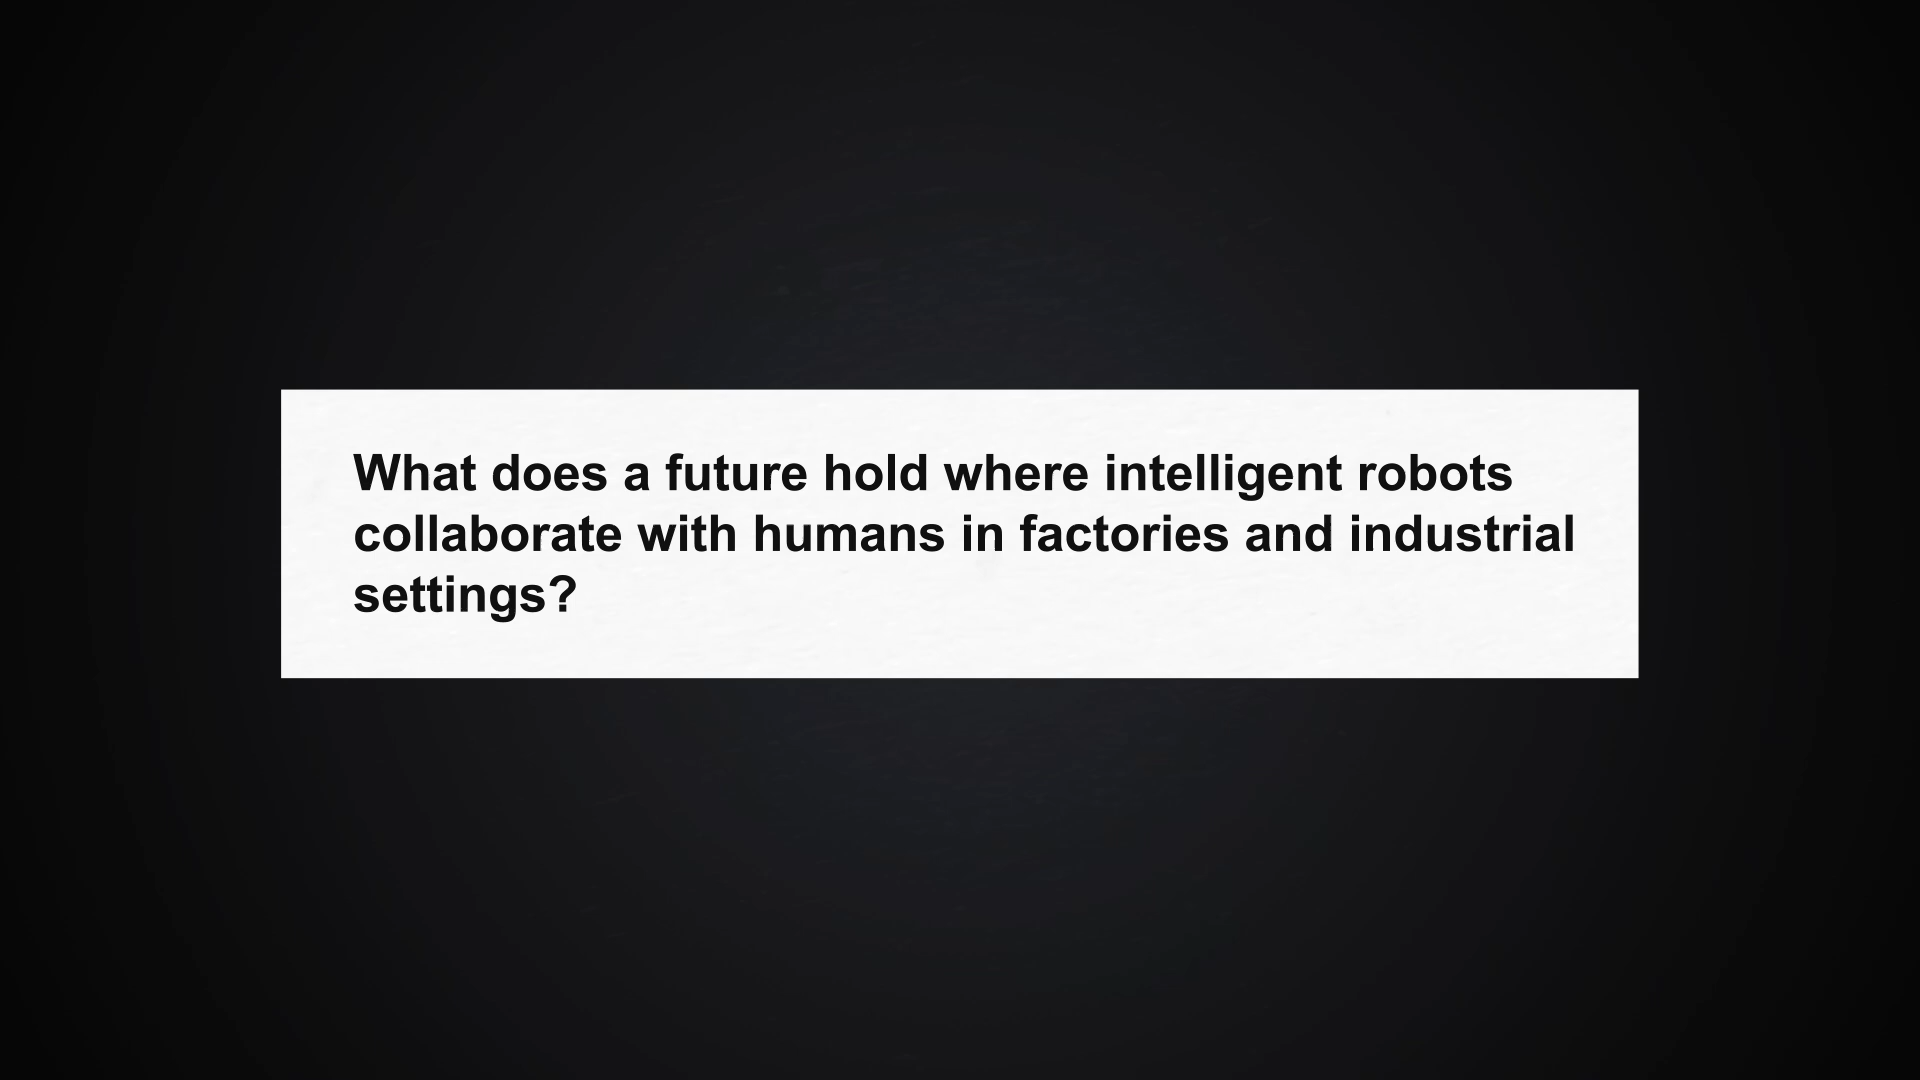 What does a future hold where intelligent robots
collaborate with humans in factories and industrial
settings?